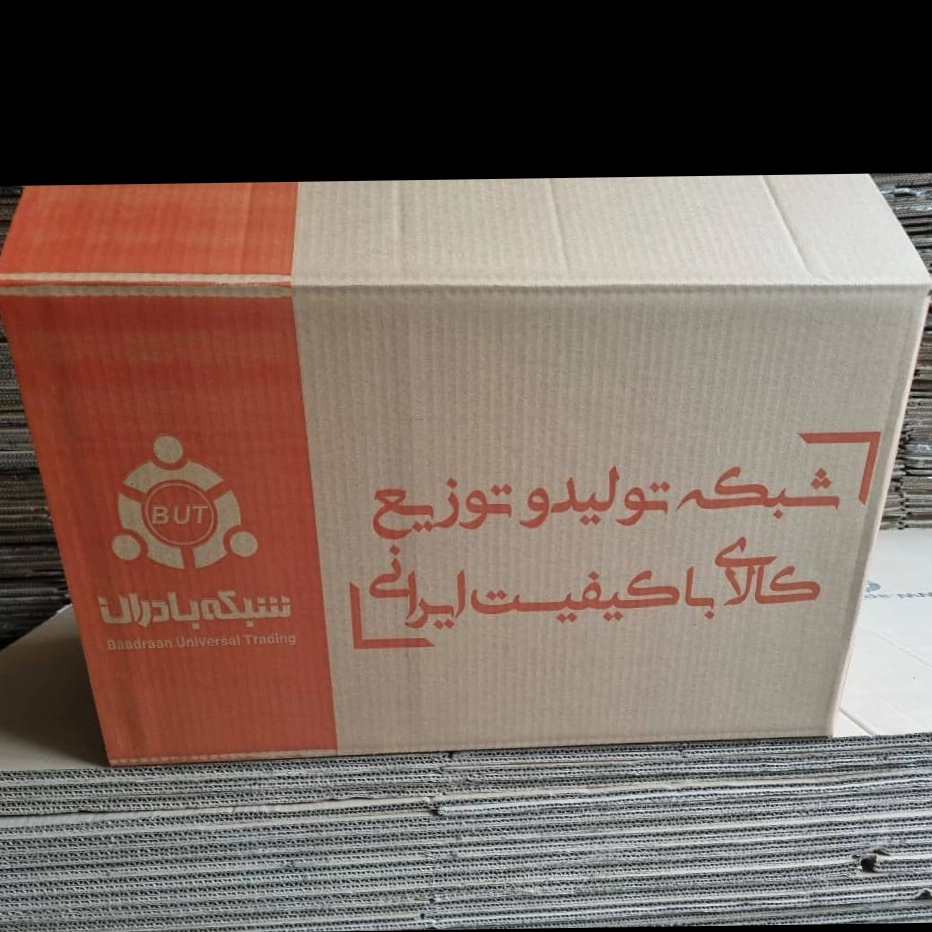 شبکه تولید و توزیع
کالای با کیفیت ایرانی
BUT
شبکه بادران
Baadraan Universal Trading